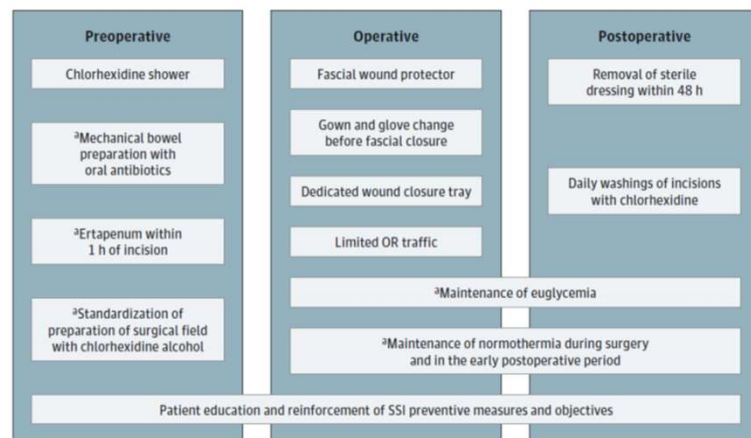 Preoperative
Chlorhexidine shower
ᵃMechanical bowel
preparation with
oral antibiotics
ᵃErtapenum within
1 h of incision
ᵃStandardization of
preparation of surgical field
with chlorhexidine alcohol
Operative
Fascial wound protector
Gown and glove change
before fascial closure
Dedicated wound closure tray
Limited OR traffic
Postoperative
Removal of sterile
dressing within 48 h
Daily washings of incisions
with chlorhexidine
ᵃMaintenance of euglycemia
ᵃMaintenance of normothermia during surgery
and in the early postoperative period
Patient education and reinforcement of SSI preventive measures and objectives